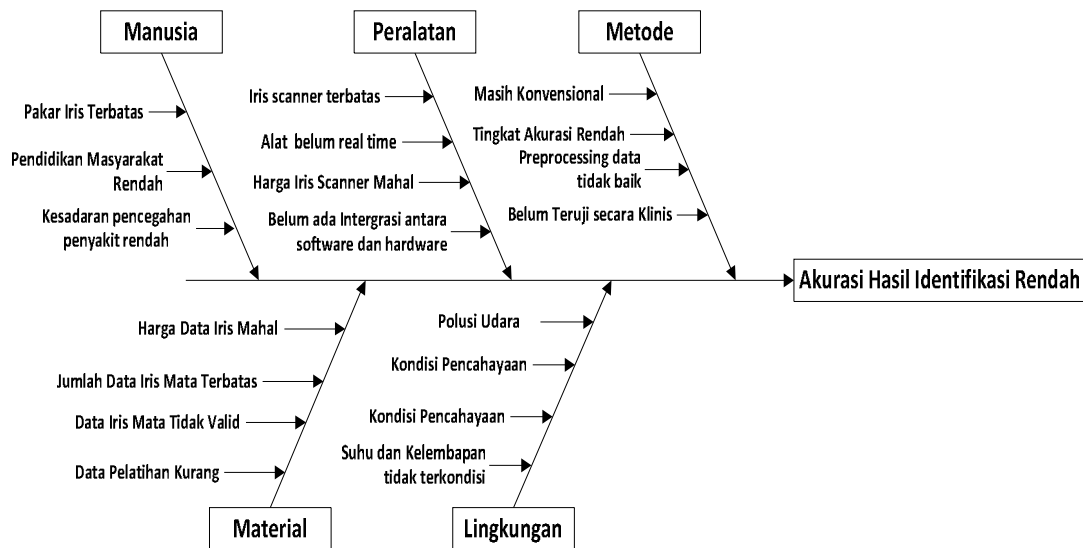 Manusia
Peralatan
Metode
Pakar Iris Terbatas
Pendidikan Masyarakat
Rendah
Kesadaran pencegahan
penyakit rendah
Iris scanner terbatas
Alat belum real time
Harga Iris Scanner Mahal
Belum ada Intergrasi antara
software dan hardware
Masih Konvensional
Tingkat Akurasi Rendah
Preprocessing data
tidak baik
Belum Teruji secara Klinis
Akurasi Hasil Identifikasi Rendah
Harga Data Iris Mahal
Jumlah Data Iris Mata Terbatas
Data Iris Mata Tidak Valid
Data Pelatihan Kurang
Polusi Udara
Kondisi Pencahayaan
Kondisi Pencahayaan
Suhu dan Kelembapan
tidak terkondisi
Material
Lingkungan